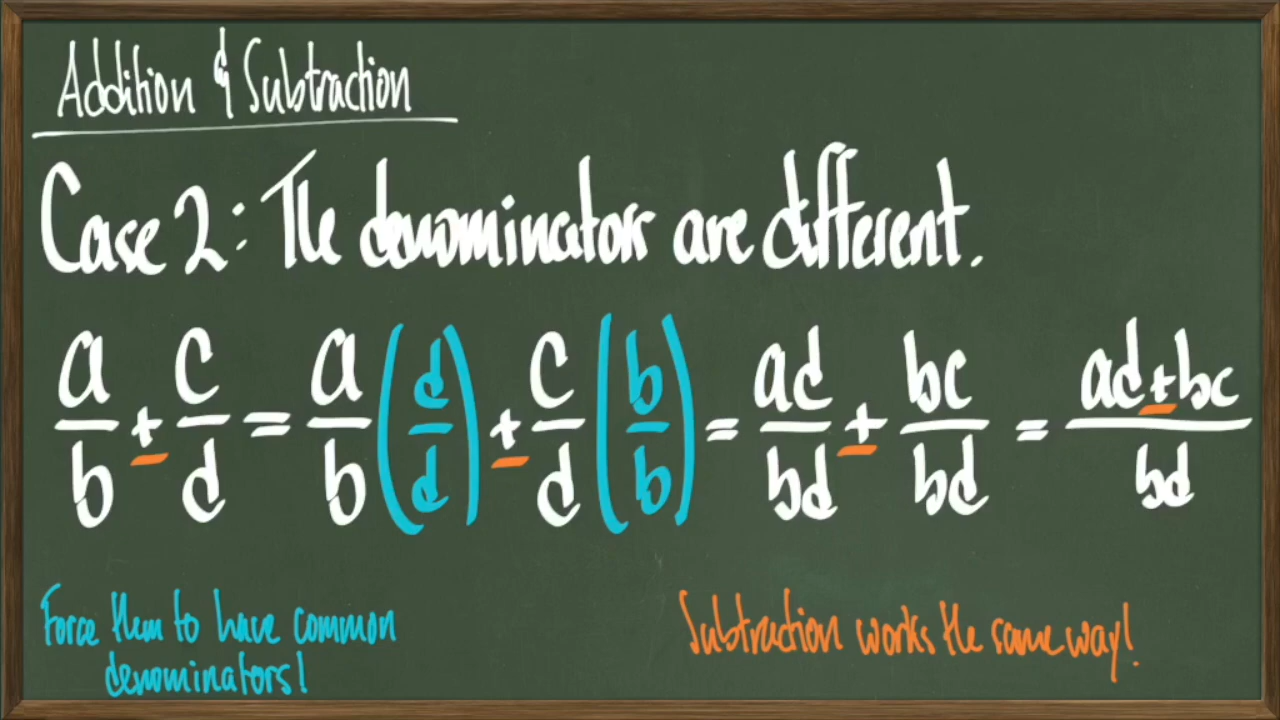 Addition & Subtraction
Case 2: The denominators are different.
a/b ± c/d = a/b (d/d) ± c/d (b/b) = ad/bd ± bc/bd = ad±bc/bd
Force them to have common
denominators!
Subtraction works the same way!